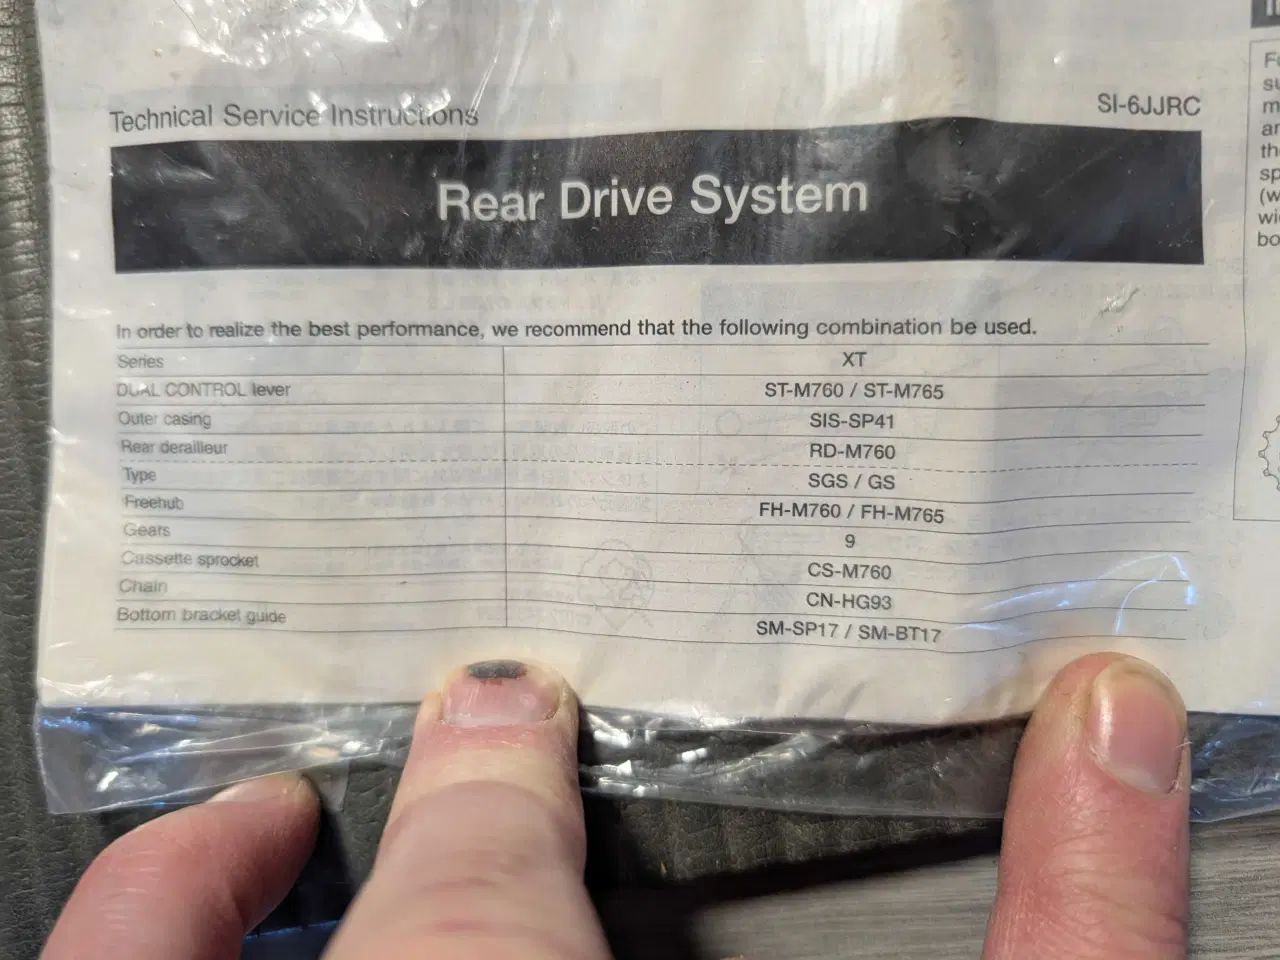 Technical Service Instructions
SI-6JJRC
Rear Drive System
In order to realize the best performance, we recommend that the following combination be used.
Series XT
DUAL CONTROL lever ST-M760 / ST-M765
Outer casing SIS-SP41
Rear derailleur RD-M760
Type SGS / GS
Freehub FH-M760 / FH-M765
Gears 9
Cassette sprocket CS-M760
Chain CN-HG93
Bottom bracket guide SM-SP17 / SM-BT17